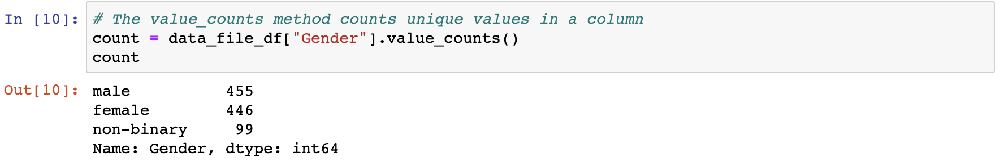 In [10]: # The value_counts method counts unique values in a column
count = data_file_df["Gender"].value_counts()
count
Out[10]: male 455
female 446
non-binary 99
Name: Gender, dtype: int64